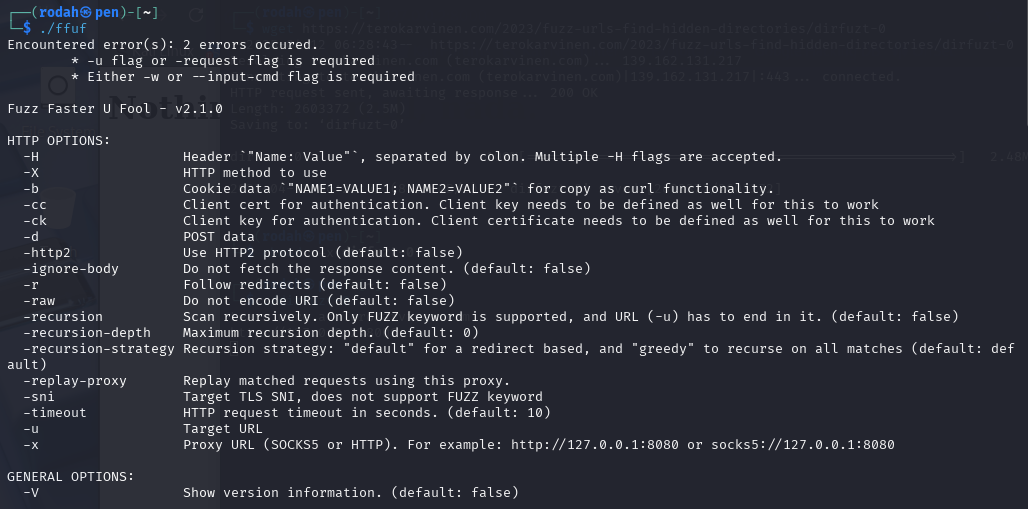 ┌──(rodah㉿pen)-[~]
└─$ ./ffuf
Encountered error(s): 2 errors occured.
* -u flag or -request flag is required
* Either -w or --input-cmd flag is required
Fuzz Faster U Fool - v2.1.0
HTTP OPTIONS:
-H Header `"Name: Value"`, separated by colon. Multiple -H flags are accepted.
-X HTTP method to use
-b Cookie data `"NAME1=VALUE1; NAME2=VALUE2"` for copy as curl functionality.
-cc Client cert for authentication. Client key needs to be defined as well for this to work
-ck Client key for authentication. Client certificate needs to be defined as well for this to work
-d POST data
-http2 Use HTTP2 protocol (default: false)
-ignore-body Do not fetch the response content. (default: false)
-r Follow redirects (default: false)
-raw Do not encode URI (default: false)
-recursion Scan recursively. Only FUZZ keyword is supported, and URL (-u) has to end in it. (default: false)
-recursion-depth Maximum recursion depth. (default: 0)
-recursion-strategy Recursion strategy: "default" for a redirect based, and "greedy" to recurse on all matches (default: def
ault)
-replay-proxy Replay matched requests using this proxy.
-sni Target TLS SNI, does not support FUZZ keyword
-timeout HTTP request timeout in seconds. (default: 10)
-u Target URL
-x Proxy URL (SOCKS5 or HTTP). For example: http://127.0.0.1:8080 or socks5://127.0.0.1:8080
GENERAL OPTIONS:
-V Show version information. (default: false)